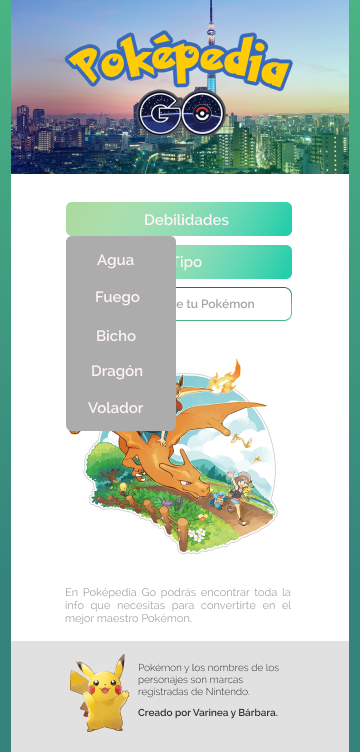 Poképedia
GO
Debilidades
Tipo
e tu Pokémon
Agua
Fuego
Bicho
Dragón
Volador
En Poképedia Go podrás encontrar toda la
info que necesitas para convertirte en el
mejor maestro Pokémon.
Pokémon y los nombres de los
personajes son marcas
registradas de Nintendo.
Creado por Varinea y Bárbara.